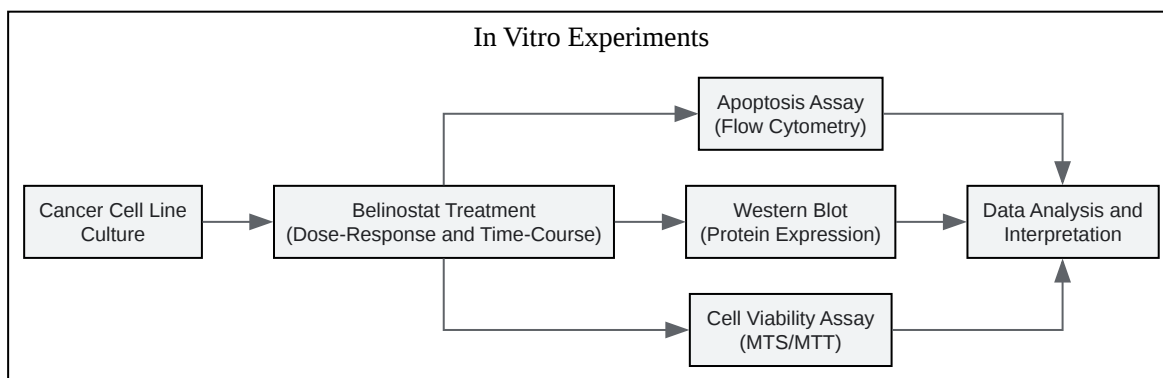 In Vitro Experiments
Cancer Cell Line
Culture
Belinostat Treatment
(Dose-Response and Time-Course)
Apoptosis Assay
(Flow Cytometry)
Western Blot
(Protein Expression)
Cell Viability Assay
(MTS/MTT)
Data Analysis and
Interpretation